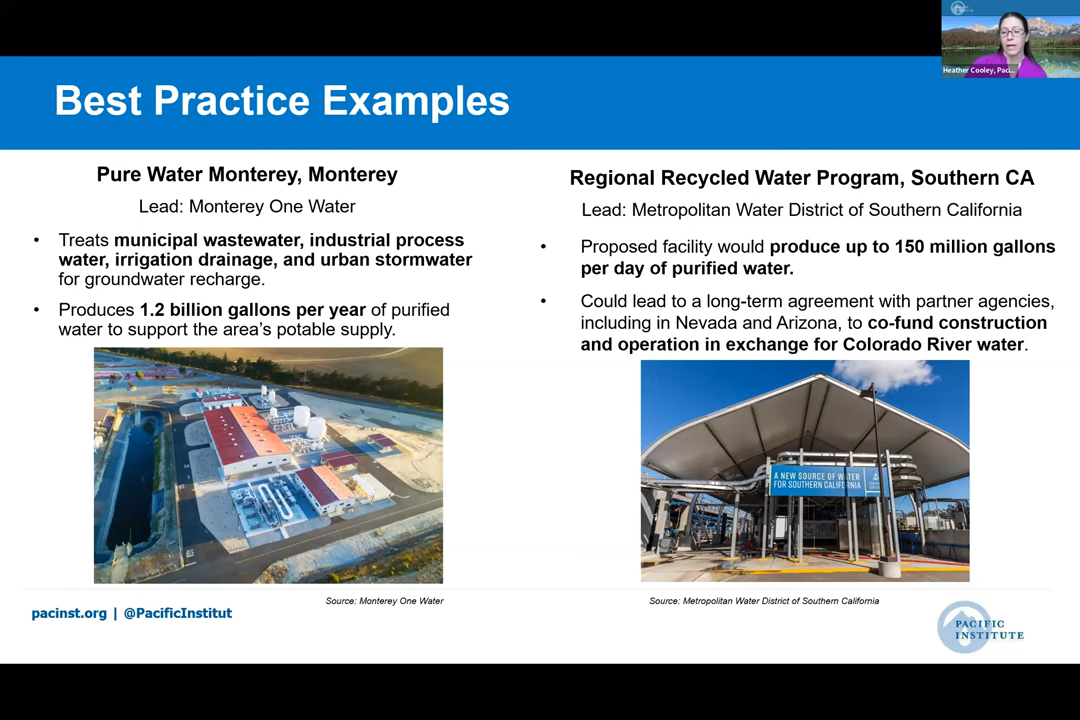 Heather Cooley, Paci...
Best Practice Examples
Pure Water Monterey, Monterey
Lead: Monterey One Water
• Treats municipal wastewater, industrial process
water, irrigation drainage, and urban stormwater
for groundwater recharge.
• Produces 1.2 billion gallons per year of purified
water to support the area's potable supply.
Source: Monterey One Water
Regional Recycled Water Program, Southern CA
Lead: Metropolitan Water District of Southern California
• Proposed facility would produce up to 150 million gallons
per day of purified water.
• Could lead to a long-term agreement with partner agencies,
including in Nevada and Arizona, to co-fund construction
and operation in exchange for Colorado River water.
A NEW SOURCE OF WATER
FOR SOUTHERN CALIFORNIA
Source: Metropolitan Water District of Southern California
pacinst.org | @PacificInstitut
PACIFIC
INSTITUTE